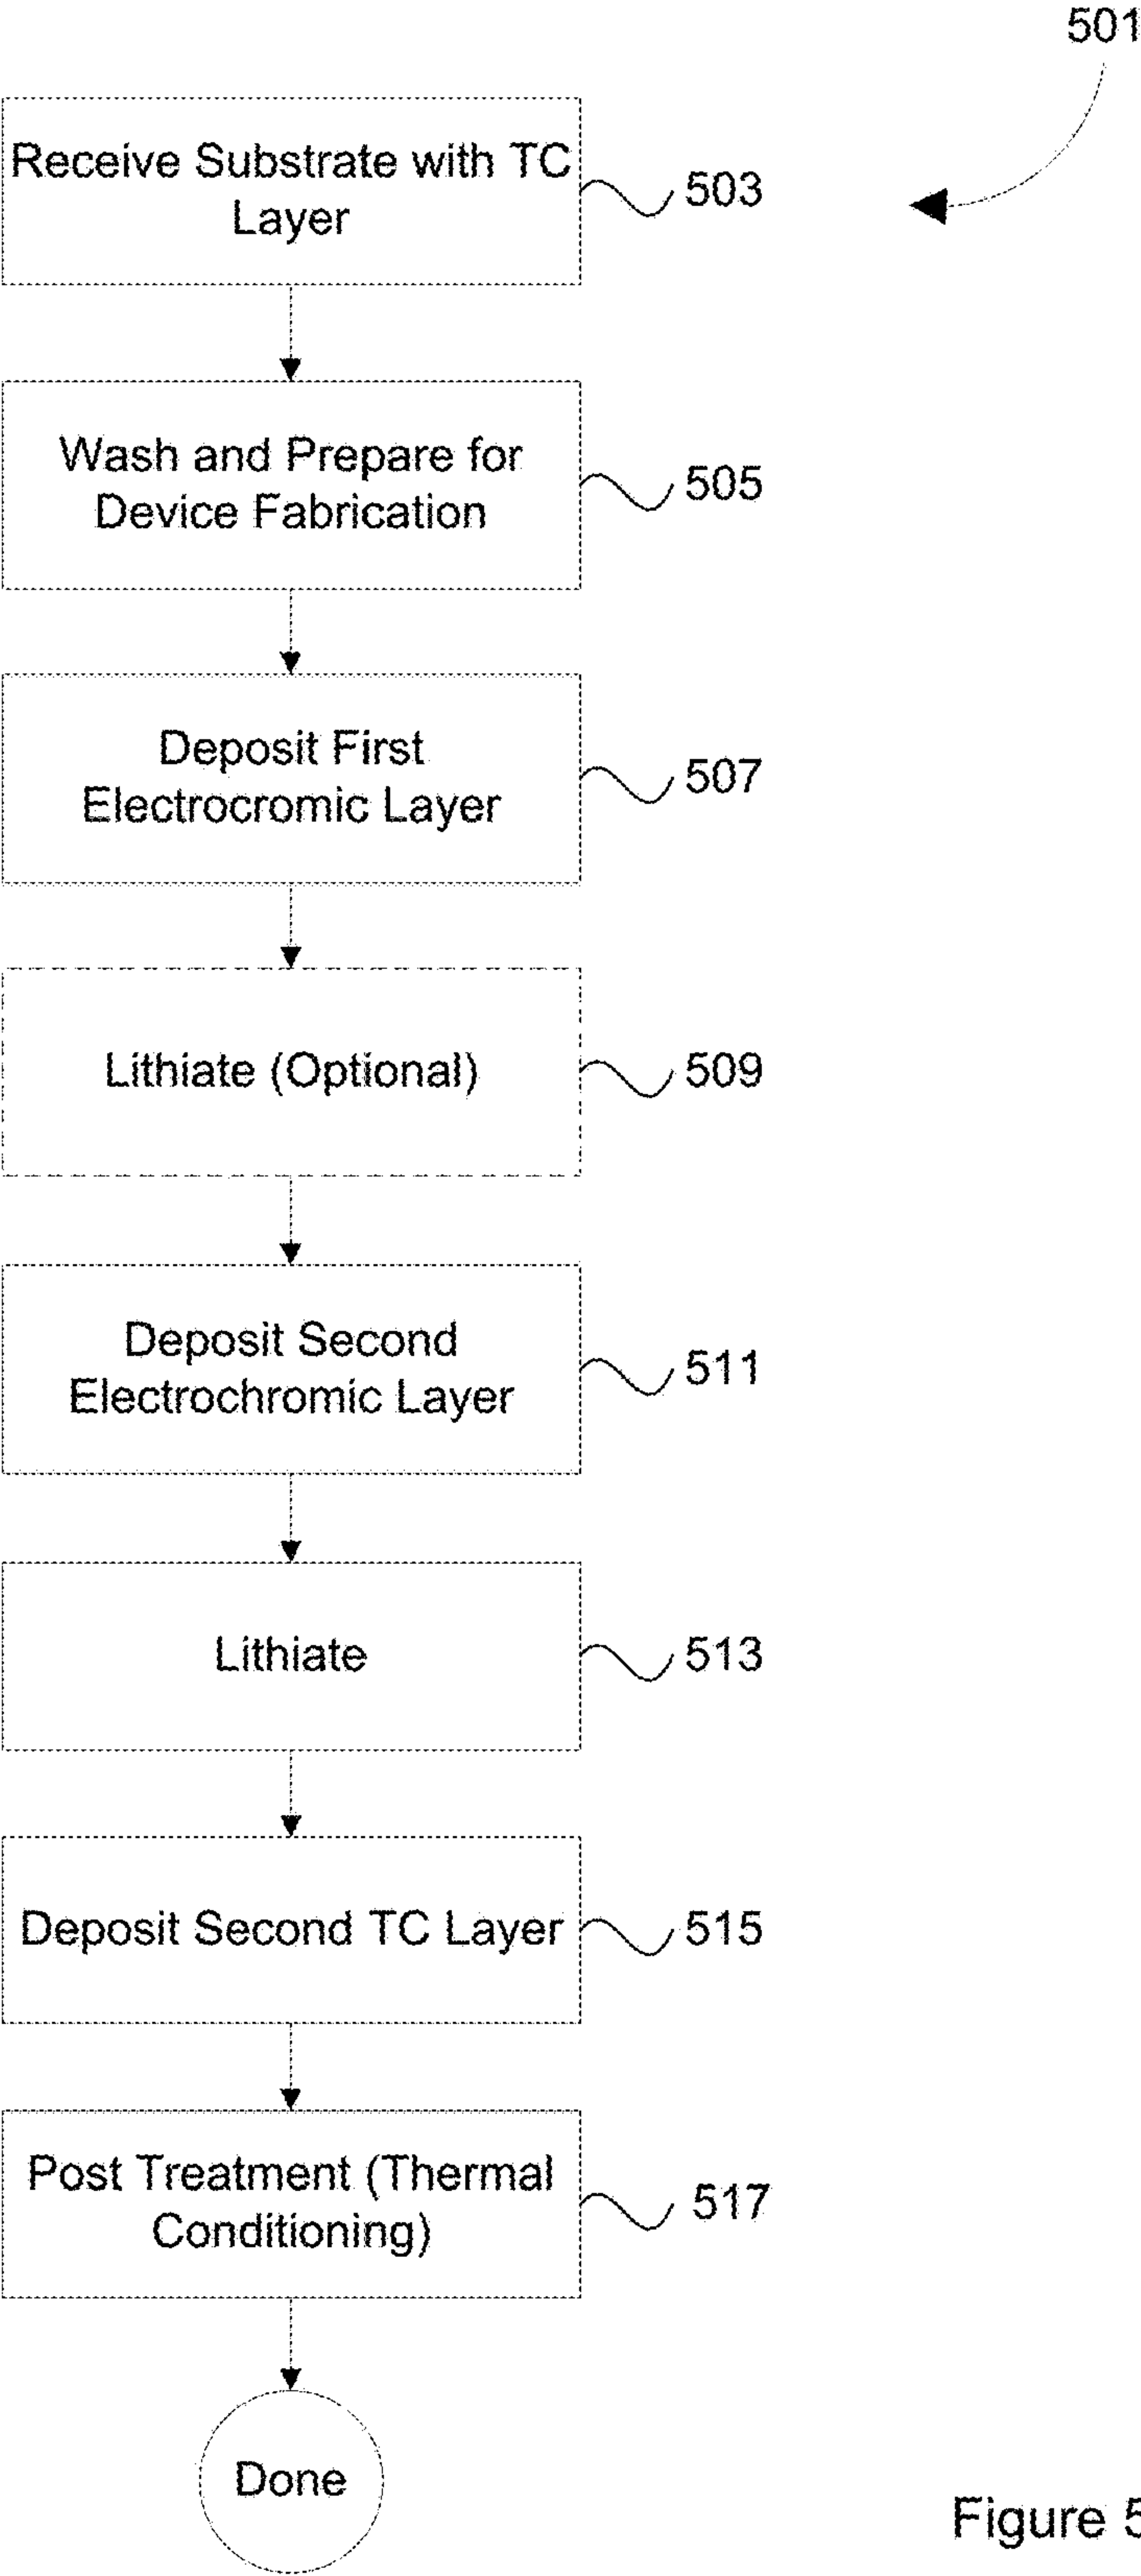 501
Receive Substrate with TC
Layer
503
Wash and Prepare for
Device Fabrication
505
Deposit First
Electrocromic Layer
507
Lithiate (Optional)
509
Deposit Second
Electrochromic Layer
511
Lithiate
513
Deposit Second TC Layer
515
Post Treatment (Thermal
Conditioning)
517
Done
Figure 5